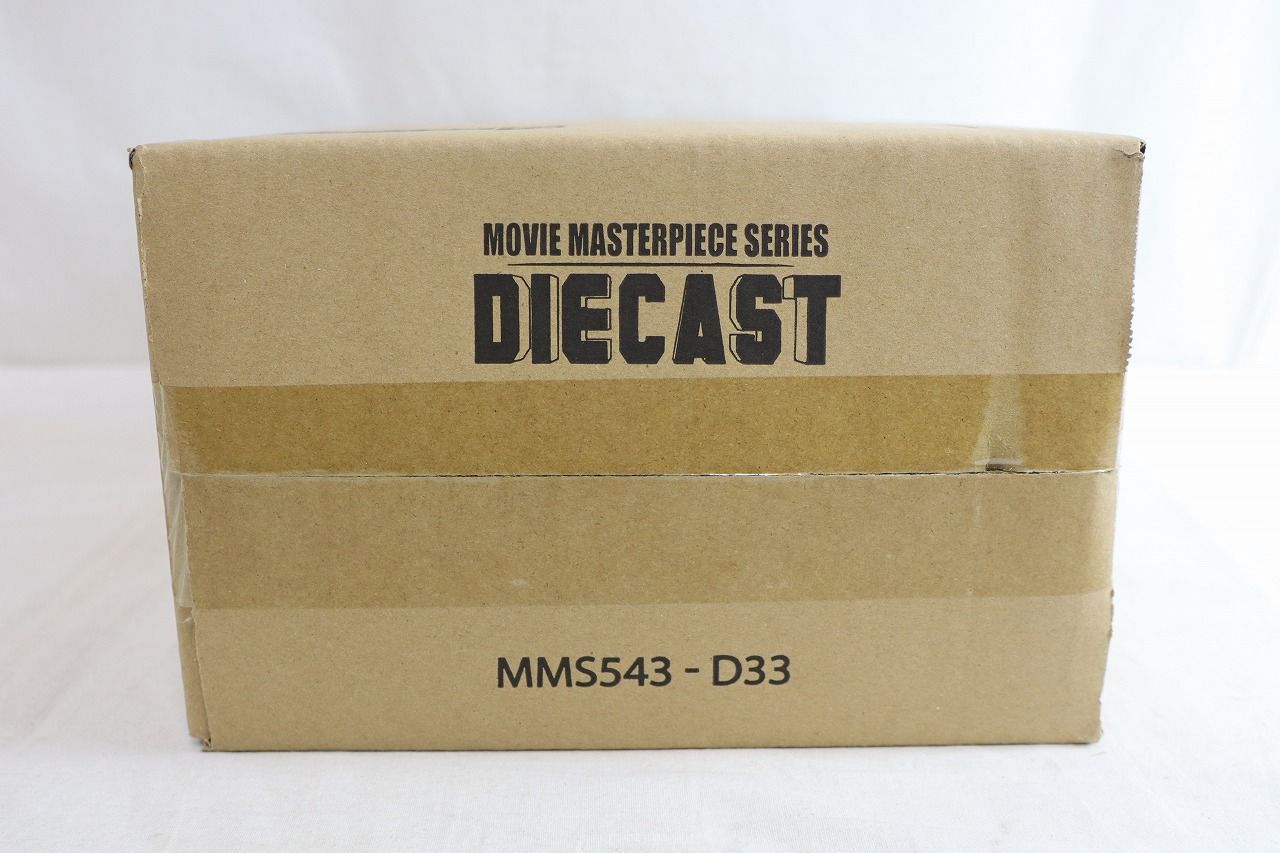 MOVIE MASTERPIECE SERIES
DIECAST
MMS543 - D33